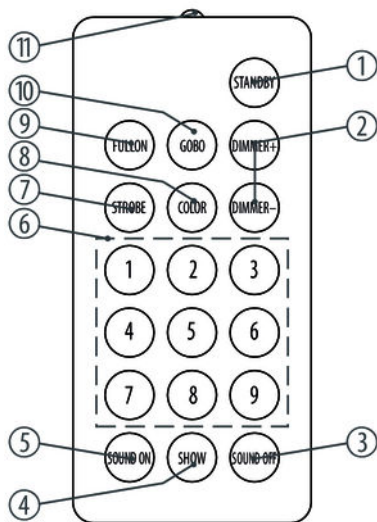 ⑪
① STANDBY
⑩
⑨ FULLON GOBO DIMMER+ ②
⑧
⑦ STROBE COLOR DIMMER−
⑥
1 2 3
4 5 6
7 8 9
⑤ SOUND ON SHOW SOUND OFF ③
④